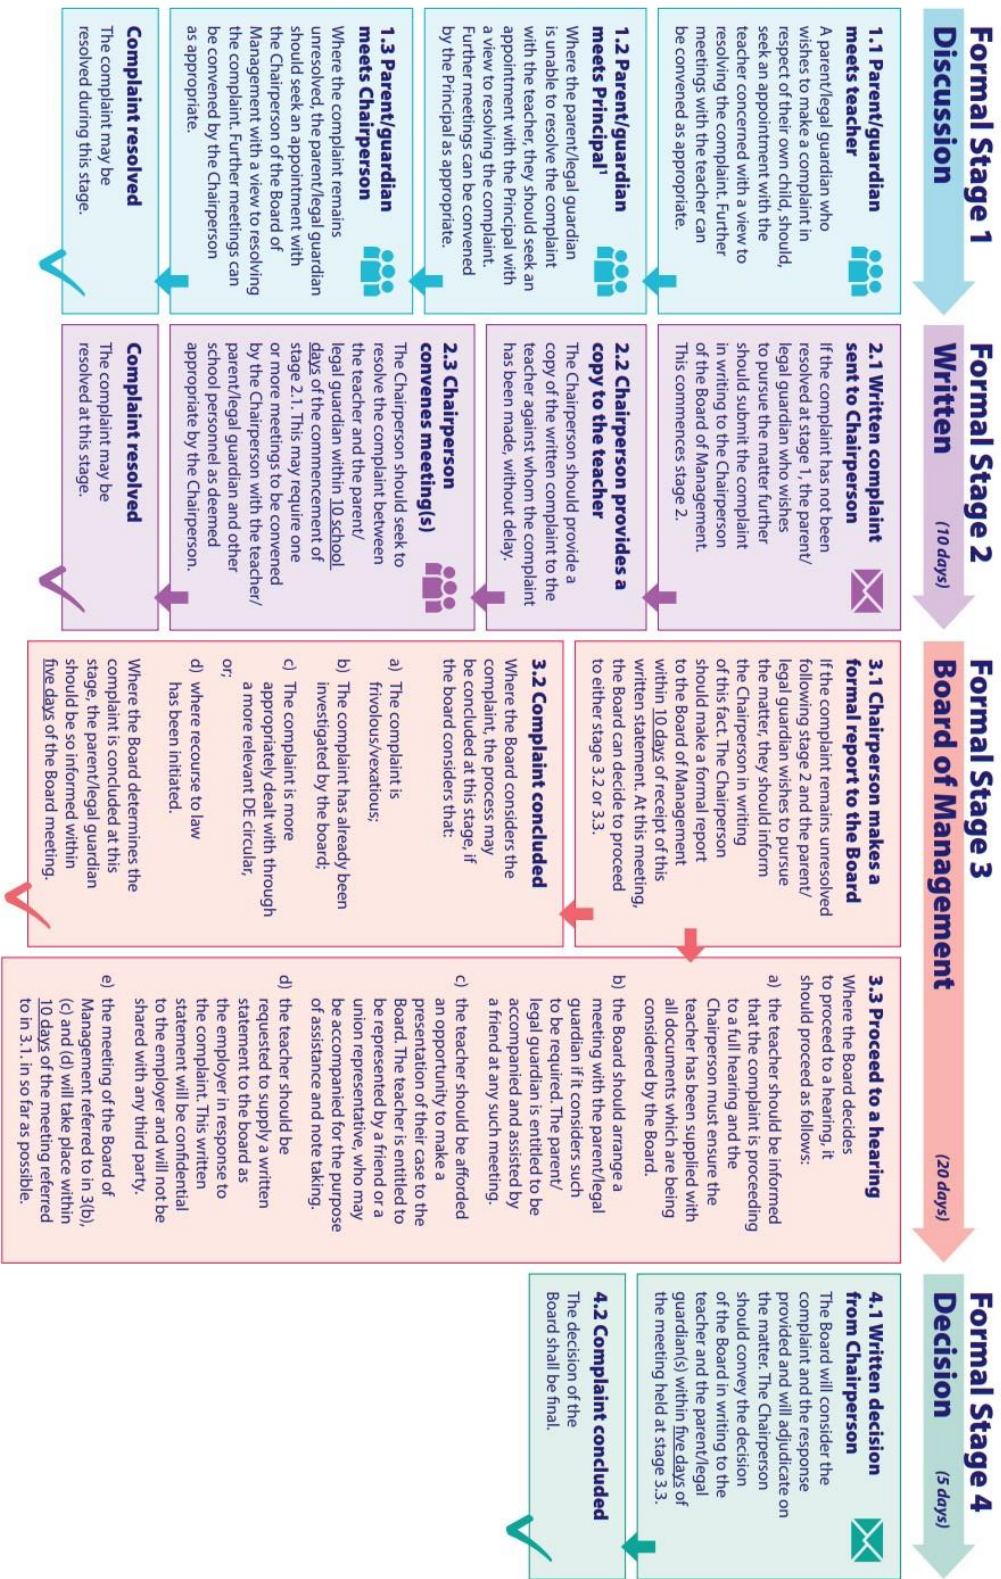 Formal Stage 1
Discussion
1.1 Parent/guardian
meets teacher
A parent/legal guardian who
wishes to make a complaint in
respect of their own child, should,
seek an appointment with the
teacher concerned with a view to
resolving the complaint. Further
meetings with the teacher can
be convened as appropriate.
1.2 Parent/guardian
meets Principal¹
Where the parent/legal guardian
is unable to resolve the complaint
with the teacher, they should seek an
appointment with the Principal with
a view to resolving the complaint.
Further meetings can be convened
by the Principal as appropriate.
1.3 Parent/guardian
meets Chairperson
Where the complaint remains
unresolved, the parent/legal guardian
should seek an appointment with
the Chairperson of the Board of
Management with a view to resolving
the complaint. Further meetings can
be convened by the Chairperson
as appropriate.
Complaint resolved
The complaint may be
resolved during this stage.
Formal Stage 2
Written (10 days)
2.1 Written complaint
sent to Chairperson
If the complaint has not been
resolved at stage 1, the parent/
legal guardian who wishes
to pursue the matter further
should submit the complaint
in writing to the Chairperson
of the Board of Management.
This commences stage 2.
2.2 Chairperson provides a
copy to the teacher
The Chairperson should provide a
copy of the written complaint to the
teacher against whom the complaint
has been made, without delay.
2.3 Chairperson
convenes meeting(s)
The Chairperson should seek to
resolve the complaint between
the teacher and the parent/
legal guardian within 10 school
days of the commencement of
stage 2.1. This may require one
or more meetings to be convened
by the Chairperson with the teacher/
parent/legal guardian and other
school personnel as deemed
appropriate by the Chairperson.
Complaint resolved
The complaint may be
resolved at this stage.
Formal Stage 3
Board of Management (20 days)
3.1 Chairperson makes a
formal report to the Board
If the complaint remains unresolved
following stage 2 and the parent/
legal guardian wishes to pursue
the matter, they should inform
the Chairperson in writing
of this fact. The Chairperson
should make a formal report
to the Board of Management
within 10 days of receipt of this
written statement. At this meeting,
the Board can decide to proceed
to either stage 3.2 or 3.3.
3.2 Complaint concluded
Where the Board considers the
complaint, the process may
be concluded at this stage, if
the board considers that:
a) The complaint is
frivolous/vexatious;
b) The complaint has already been
investigated by the board;
c) The complaint is more
appropriately dealt with through
a more relevant DE circular,
or;
d) where recourse to law
has been initiated.
Where the Board determines the
complaint is concluded at this
stage, the parent/legal guardian
should be so informed within
five days of the Board meeting.
3.3 Proceed to a hearing
Where the Board decides
to proceed to a hearing, it
should proceed as follows:
a) the teacher should be informed
that the complaint is proceeding
to a full hearing and the
Chairperson must ensure the
teacher has been supplied with
all documents which are being
considered by the Board.
b) the Board should arrange a
meeting with the parent/legal
guardian if it considers such
to be required. The parent/
legal guardian is entitled to be
accompanied and assisted by
a friend at any such meeting.
c) the teacher should be afforded
an opportunity to make a
presentation of their case to the
Board. The teacher is entitled to
be represented by a friend or a
union representative, who may
be accompanied for the purpose
of assistance and note taking.
d) the teacher should be
requested to supply a written
statement to the board as
the employer in response to
the complaint. This written
statement will be confidential
to the employer and will not be
shared with any third party.
e) the meeting of the Board of
Management referred to in 3(b),
(c) and (d) will take place within
10 days of the meeting referred
to in 3.1. in so far as possible.
Formal Stage 4
Decision (5 days)
4.1 Written decision
from Chairperson
The Board will consider the
complaint and the response
provided and will adjudicate on
the matter. The Chairperson
should convey the decision
of the Board in writing to the
teacher and the parent/legal
guardian(s) within five days of
the meeting held at stage 3.3.
4.2 Complaint concluded
The decision of the
Board shall be final.